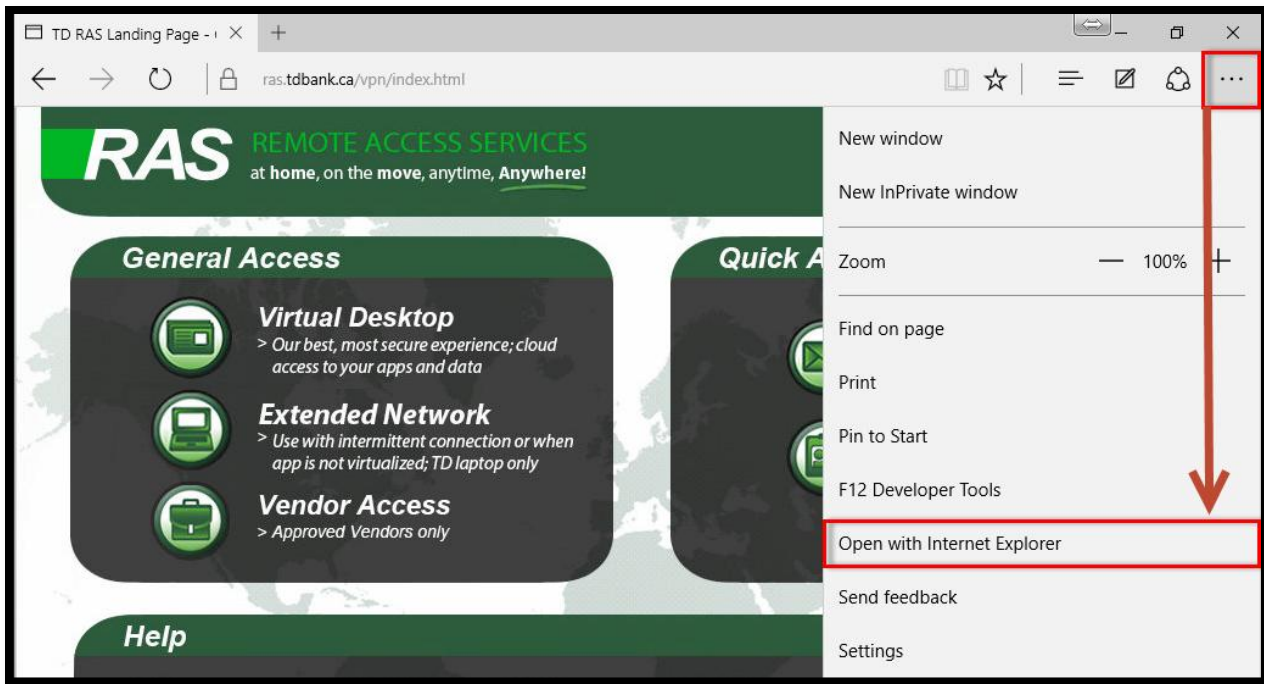 TD RAS Landing Page -
ras.tdbank.ca/vpn/index.html
RAS
REMOTE ACCESS SERVICES
at home, on the move, anytime, Anywhere!
General Access
Virtual Desktop
> Our best, most secure experience; cloud
access to your apps and data
Extended Network
> Use with intermittent connection or when
app is not virtualized; TD laptop only
Vendor Access
> Approved Vendors only
Quick A
Help
New window
New InPrivate window
Zoom — 100% +
Find on page
Print
Pin to Start
F12 Developer Tools
Open with Internet Explorer
Send feedback
Settings